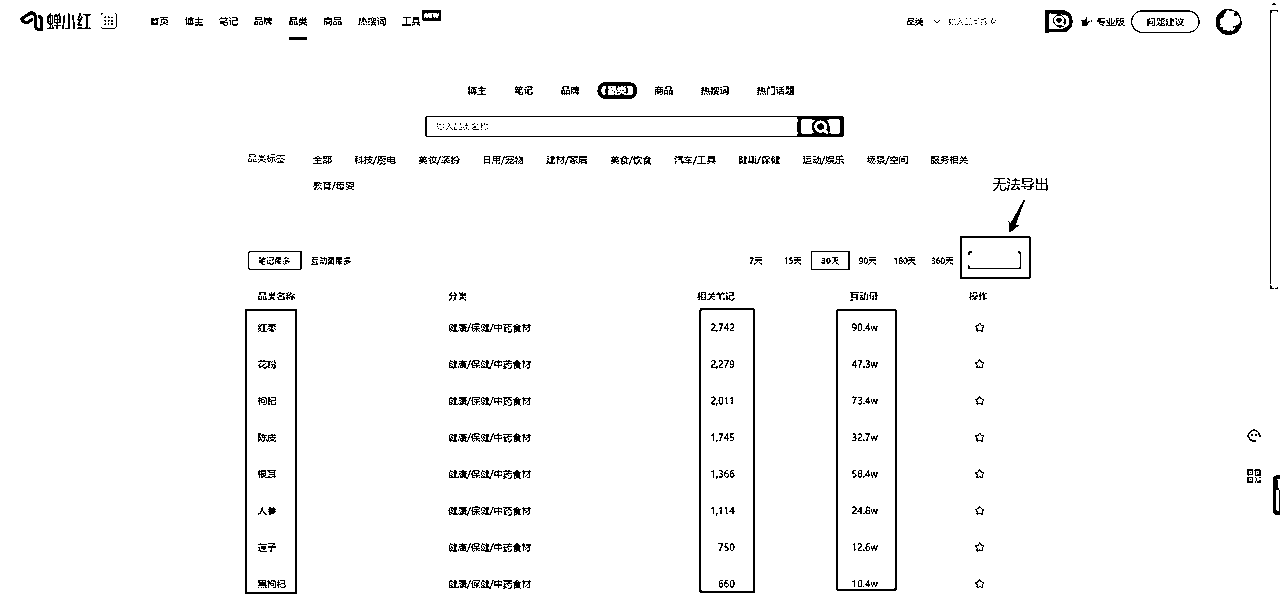 蝉小红 首页 博主 笔记 品牌 品类 商品 热搜词 工具 NEW 品类 专业版 问题建议
博主 笔记 品牌 品类 商品 热搜词 热门话题
输入品类名称
品类标签 全部 科技/家电 美妆/装扮 日用/宠物 建材/家居 美食/饮食 汽车/工具 健康/保健 运动/娱乐 场景/空间 服务相关
教育/母婴
无法导出
笔记最多 互动量最多 7天 15天 30天 90天 180天 360天
品类名称 分类 相关笔记 互动量 操作
红枣 健康/保健/中药食材 2,742 90.4w
花粉 健康/保健/中药食材 2,279 47.3w
枸杞 健康/保健/中药食材 2,011 73.4w
陈皮 健康/保健/中药食材 1,745 32.7w
银耳 健康/保健/中药食材 1,366 58.4w
人参 健康/保健/中药食材 1,114 24.8w
莲子 健康/保健/中药食材 750 12.6w
黑枸杞 健康/保健/中药食材 660 10.4w